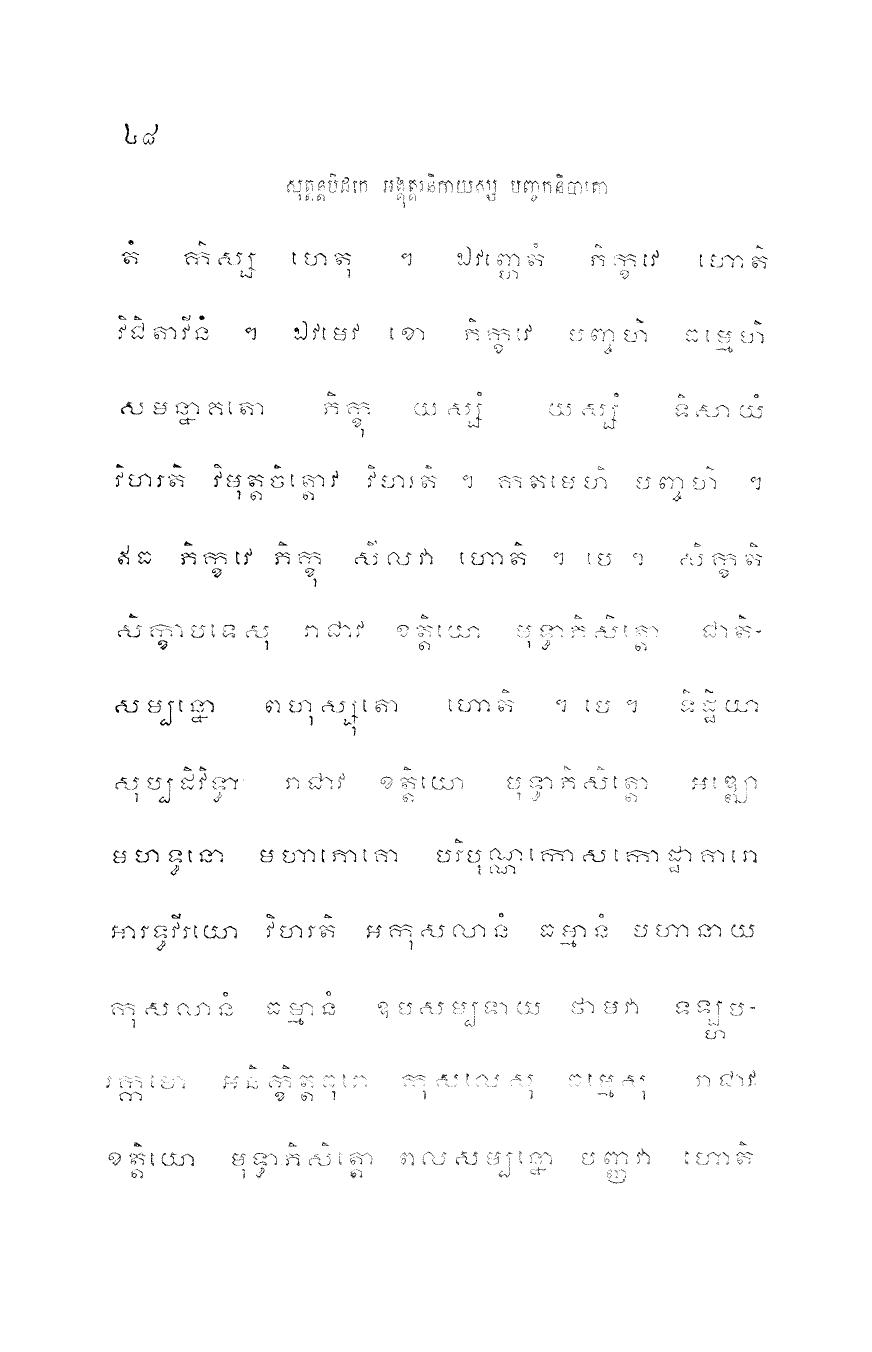 ៤៨
សុត្តន្តបិដកេ អង្គុត្តរនិកាយស្ស បញ្ចកនិបាតោ
តំ កិស្ស ហេតុ ។ ឯវញ្ហេតំ ភិក្ខវេ ហោតិ
វិជិតាវីនំ ។ ឯវមេវ ខោ ភិក្ខវេ បញ្ចហិ ធម្មេហិ
សមន្នាគតោ ភិក្ខុ យស្សំ យស្សំ ទិសាយំ
វិហរតិ វិមុត្តចិត្តោវ វិហរតិ ។ កតមេហិ បញ្ចហិ ។
ឥធ ភិក្ខវេ ភិក្ខុ សីលវា ហោតិ ។ បេ ។ សិក្ខតិ
សិក្ខាបទេសុ រាជាវ ខត្តិយោ មុទ្ធាភិសិត្តោ ជាតិ-
សម្បន្នោ ពហុស្សុតោ ហោតិ ។ បេ ។ ទិដ្ឋិយា
សុប្បដិវិទ្ធា រាជាវ ខត្តិយោ មុទ្ធាភិសិត្តោ អឌ្ឍោ
មហទ្ធនោ មហាភោគោ បរិបុណ្ណកោសកោដ្ឋាគារោ
អារទ្ធវីរិយោ វិហរតិ អកុសលានំ ធម្មានំ បហានាយ
កុសលានំ ធម្មានំ ឧបសម្បទាយ ថាមវា ទឡ្ហប-
រក្កមោ អនិក្ខិត្តធុរោ កុសលេសុ ធម្មេសុ រាជាវ
ខត្តិយោ មុទ្ធាភិសិត្តោ ពលសម្បន្នោ បញ្ញវា ហោតិ